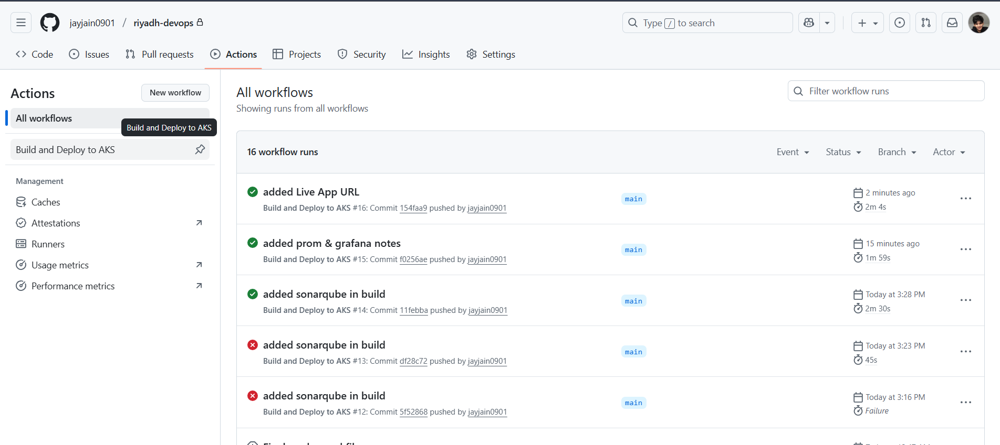 jayjain0901 / riyadh-devops
Type / to search
Code
Issues
Pull requests
Actions
Projects
Security
Insights
Settings
Actions
New workflow
All workflows
Build and Deploy to AKS
Build and Deploy to AKS
Management
Caches
Attestations
Runners
Usage metrics
Performance metrics
All workflows
Showing runs from all workflows
Filter workflow runs
16 workflow runs
Event
Status
Branch
Actor
added Live App URL
Build and Deploy to AKS #16: Commit 154faa9 pushed by jayjain0901
main
2 minutes ago
2m 4s
added prom & grafana notes
Build and Deploy to AKS #15: Commit f0256ae pushed by jayjain0901
main
15 minutes ago
1m 59s
added sonarqube in build
Build and Deploy to AKS #14: Commit 11febba pushed by jayjain0901
main
Today at 3:28 PM
2m 30s
added sonarqube in build
Build and Deploy to AKS #13: Commit df28c72 pushed by jayjain0901
main
Today at 3:23 PM
45s
added sonarqube in build
Build and Deploy to AKS #12: Commit 5f52868 pushed by jayjain0901
main
Today at 3:16 PM
Failure